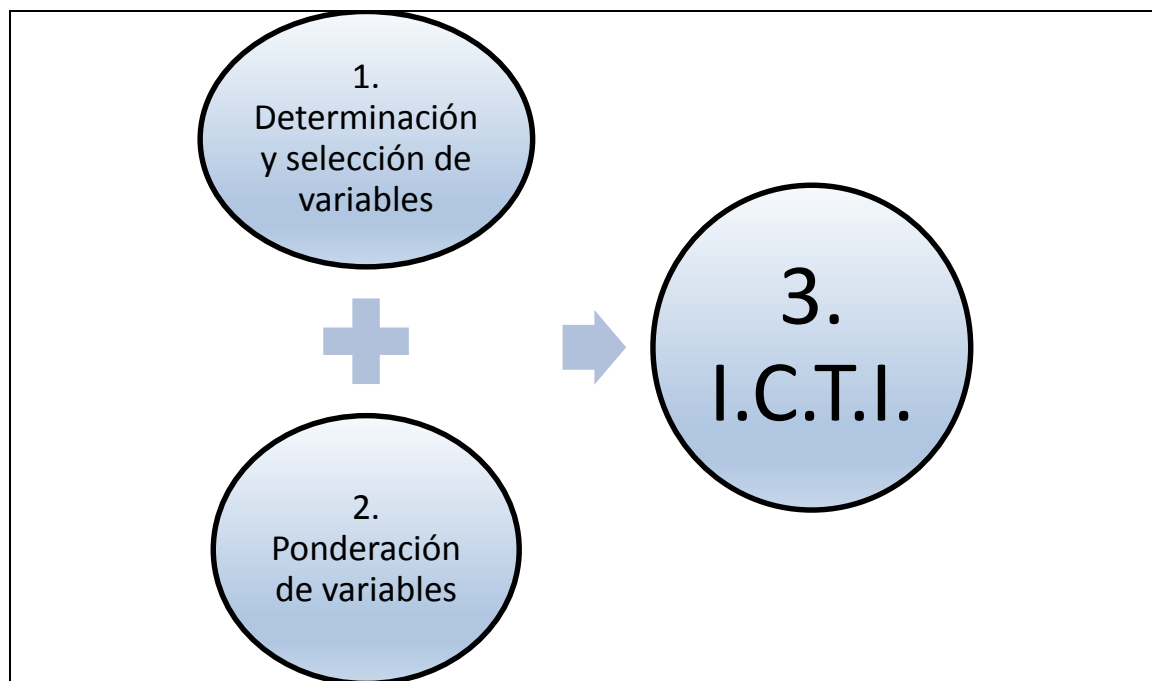 1.
Determinación
y selección de
variables
2.
Ponderación
de variables
3.
I.C.T.I.